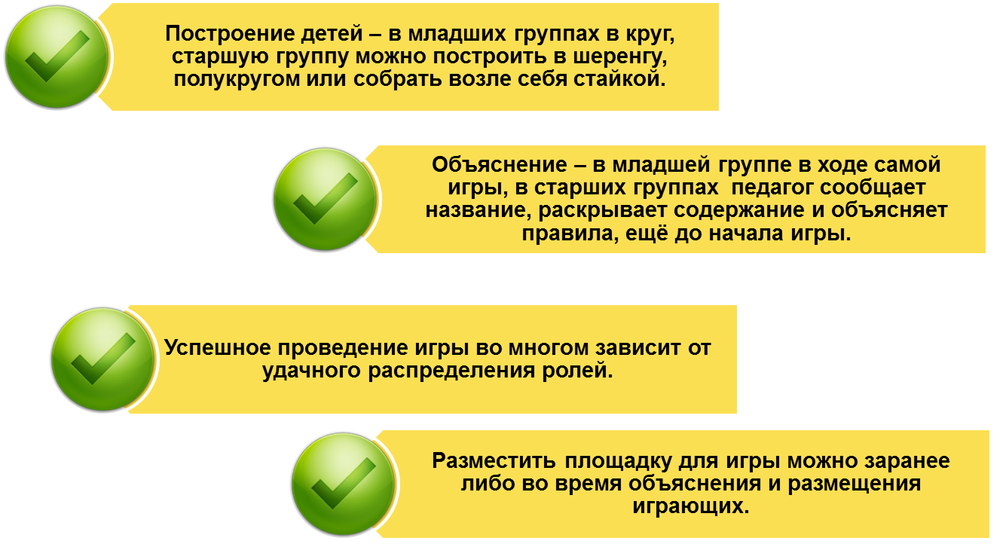 Построение детей – в младших группах в круг,
старшую группу можно построить в шеренгу,
полукругом или собрать возле себя стайкой.
Объяснение – в младшей группе в ходе самой
игры, в старших группах  педагог сообщает
название, раскрывает содержание и объясняет
правила, ещё до начала игры.
Успешное проведение игры во многом зависит от
удачного распределения ролей.
Разместить площадку для игры можно заранее
либо во время объяснения и размещения
играющих.